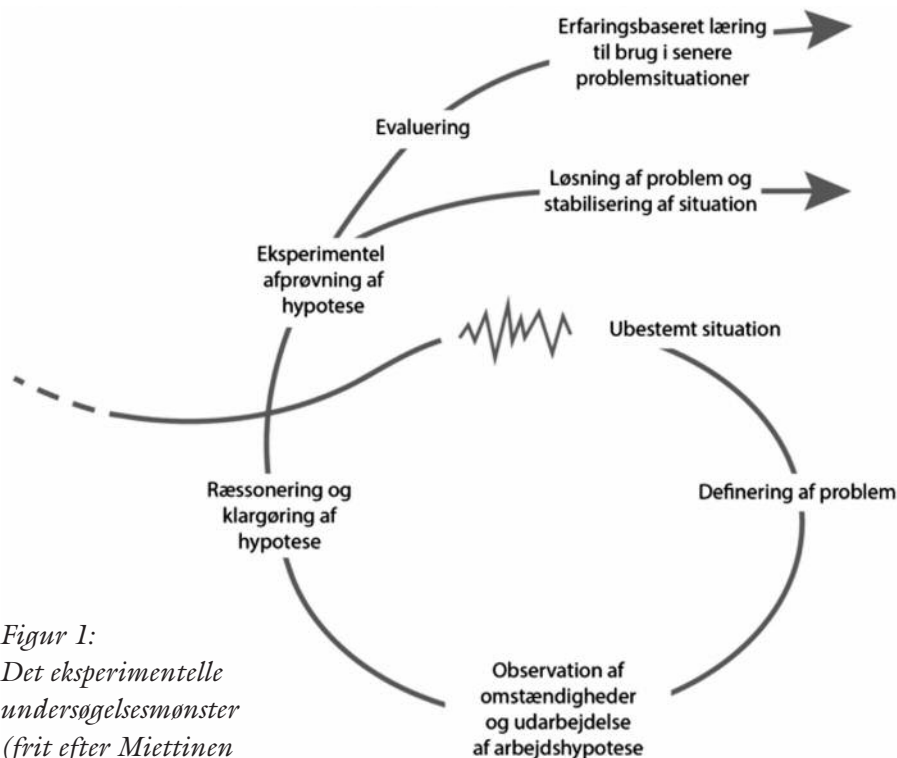 Erfaringsbaseret læring
til brug i senere
problemsituationer
Evaluering
Løsning af problem og
stabilisering af situation
Eksperimentel
afprøvning af
hypotese
Ubestemt situation
Definering af problem
Ræssonering og
klargøring af
hypotese
Observation af
omstændigheder
og udarbejdelse
af arbejdshypotese
Figur 1:
Det eksperimentelle
undersøgelsesmønster
(frit efter Miettinen